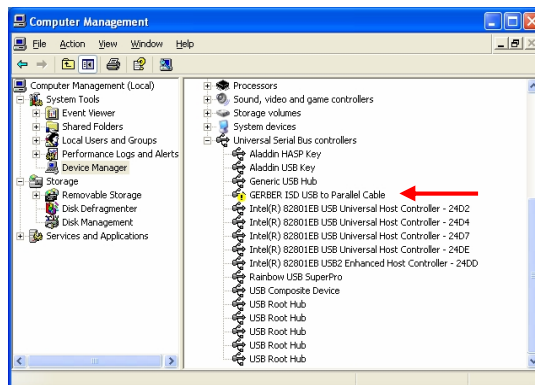 Computer Management
File Action View Window Help
Computer Management (Local)
System Tools
Event Viewer
Shared Folders
Local Users and Groups
Performance Logs and Alerts
Device Manager
Storage
Removable Storage
Disk Defragmenter
Disk Management
Services and Applications
Processors
Sound, video and game controllers
Storage volumes
System devices
Universal Serial Bus controllers
Aladdin HASP Key
Aladdin USB Key
Generic USB Hub
GERBER ISD USB to Parallel Cable
Intel(R) 82801EB USB Universal Host Controller - 24D2
Intel(R) 82801EB USB Universal Host Controller - 24D4
Intel(R) 82801EB USB Universal Host Controller - 24D7
Intel(R) 82801EB USB Universal Host Controller - 24DE
Intel(R) 82801EB USB2 Enhanced Host Controller - 24DD
Rainbow USB SuperPro
USB Composite Device
USB Root Hub
USB Root Hub
USB Root Hub
USB Root Hub
USB Root Hub